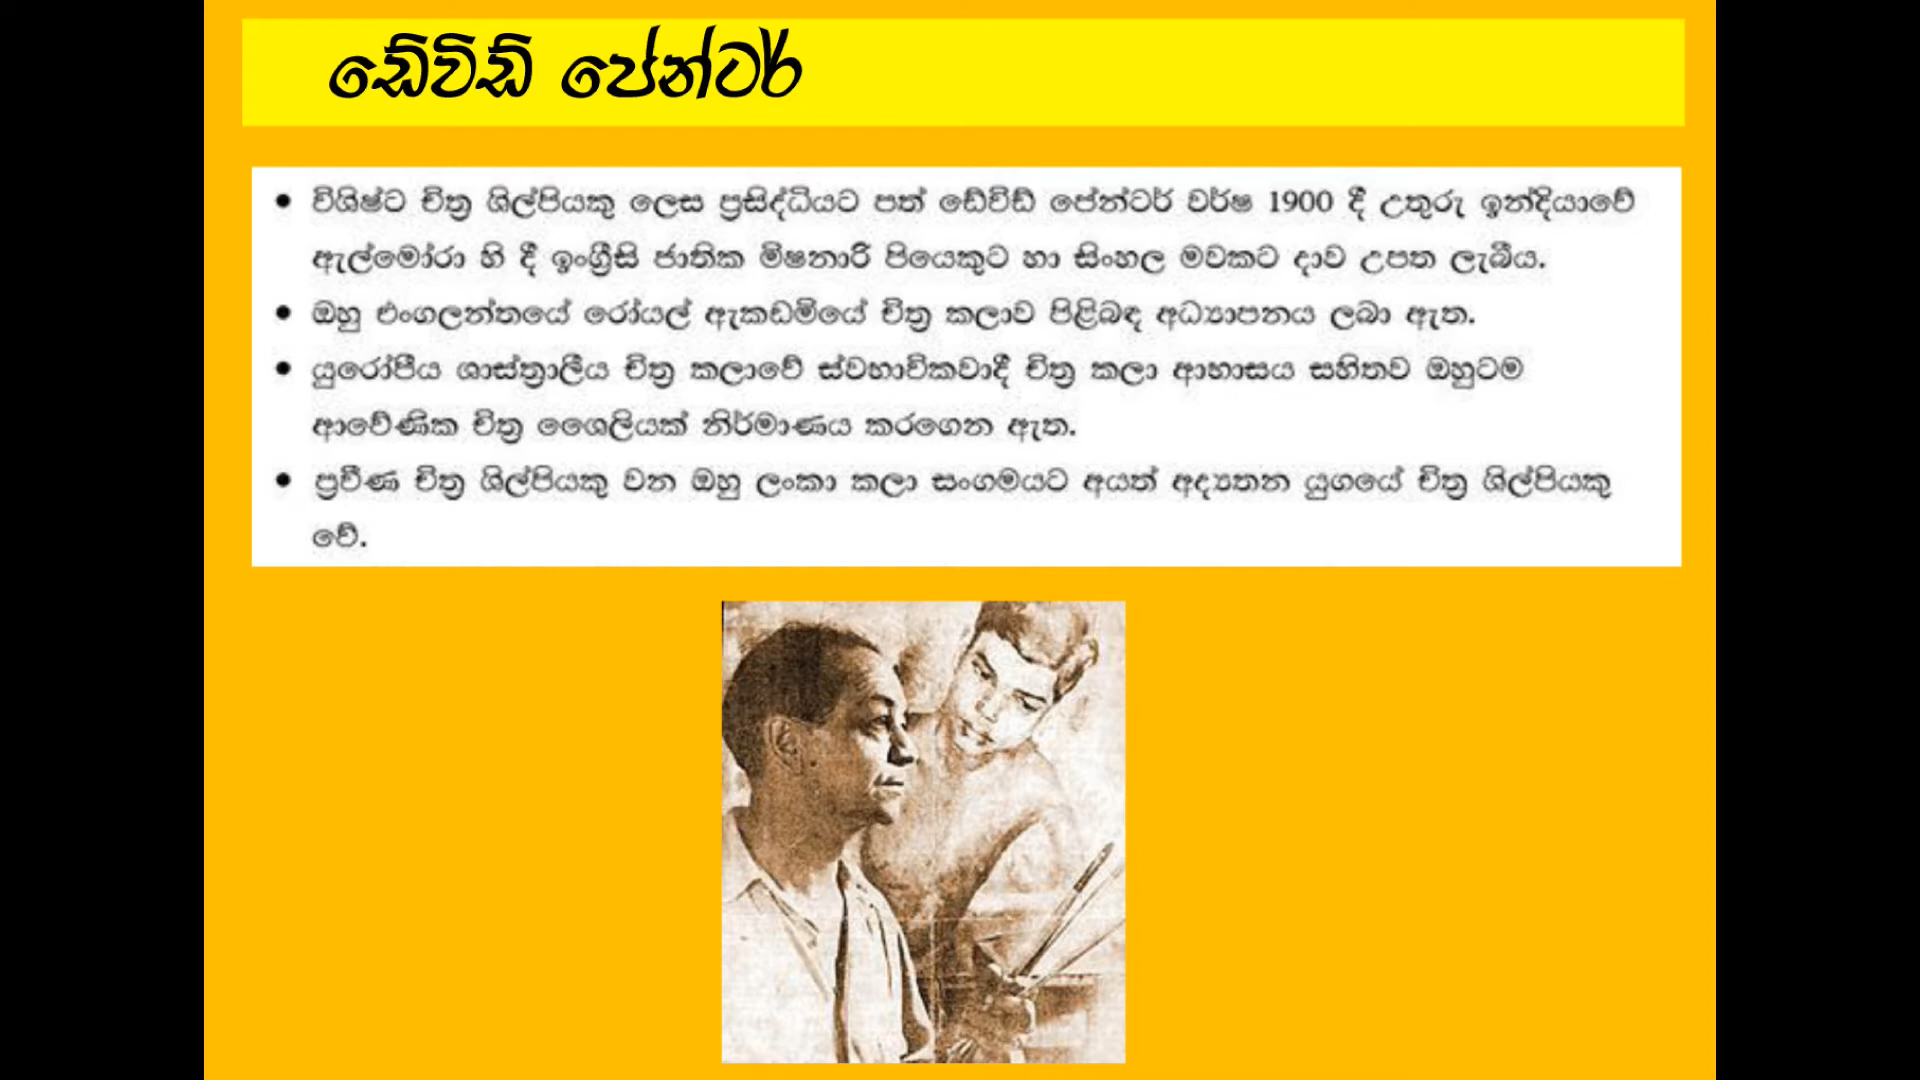 ඩේවිඩ් පේන්ටර්
• විශිෂ්ට චිත්‍ර ශිල්පියකු ලෙස ප්‍රසිද්ධියට පත් ඩේවිඩ් පේන්ටර් වර්ෂ 1900 දී උතුරු ඉන්දියාවේ
ඇල්මෝරා හි දී ඉංග්‍රීසි ජාතික මිෂනාරි පියෙකුට හා සිංහල මවකට දාව උපත ලැබීය.
• ඔහු එංගලන්තයේ රෝයල් ඇකඩමියේ චිත්‍ර කලාව පිළිබඳ අධ්‍යාපනය ලබා ඇත.
• යුරෝපීය ශාස්ත්‍රාලීය චිත්‍ර කලාවේ ස්වභාවිකවාදී චිත්‍ර කලා ආභාසය සහිතව ඔහුටම
ආවේණික චිත්‍ර ශෛලියක් නිර්මාණය කරගෙන ඇත.
• ප්‍රවීණ චිත්‍ර ශිල්පියකු වන ඔහු ලංකා කලා සංගමයට අයත් අද්‍යතන යුගයේ චිත්‍ර ශිල්පියකු
වේ.